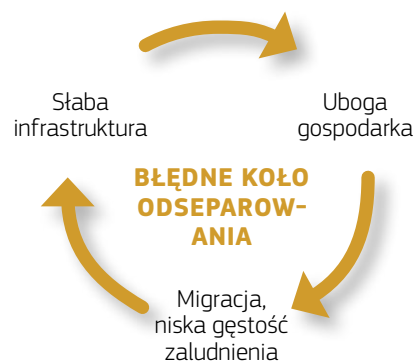 Słaba
infrastruktura
Uboga
gospodarka
BŁĘDNE KOŁO
ODSEPAROW-
ANIA
Migracja,
niska gęstość
zaludnienia